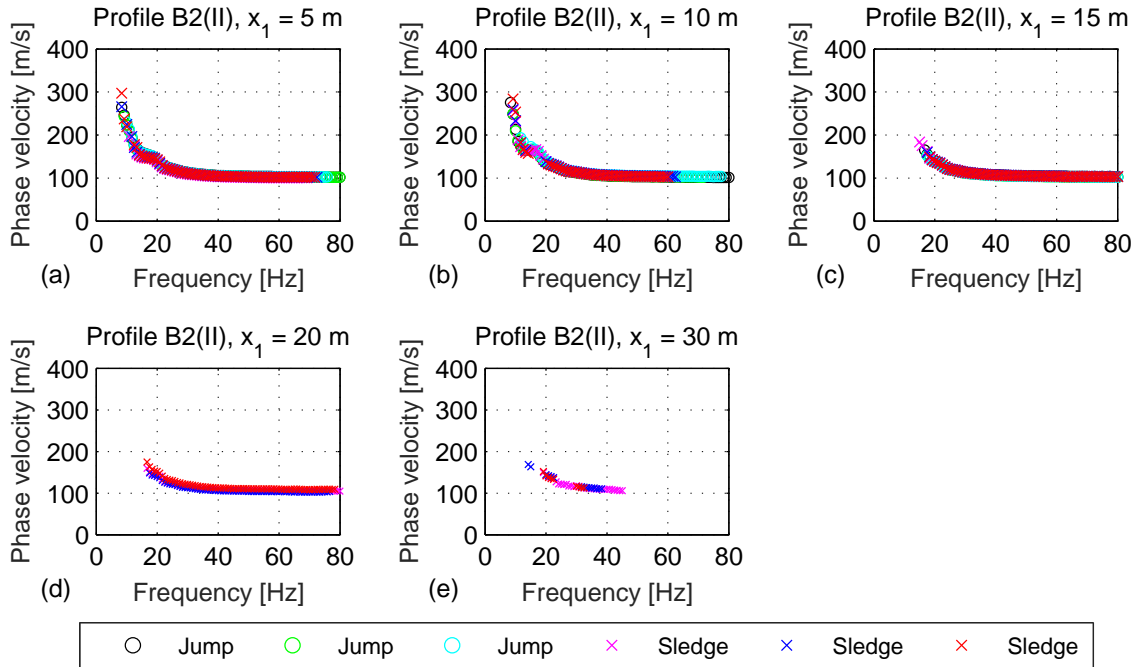 Profile B2(II), x1 = 5 m
Profile B2(II), x1 = 10 m
Profile B2(II), x1 = 15 m
Phase velocity [m/s]
400
300
200
100
0
0 20 40 60 80
(a)
Frequency [Hz]
Phase velocity [m/s]
400
300
200
100
0
0 20 40 60 80
(b)
Frequency [Hz]
Phase velocity [m/s]
400
300
200
100
0
0 20 40 60 80
(c)
Frequency [Hz]
Profile B2(II), x1 = 20 m
Profile B2(II), x1 = 30 m
Phase velocity [m/s]
400
300
200
100
0
0 20 40 60 80
(d)
Frequency [Hz]
Phase velocity [m/s]
400
300
200
100
0
0 20 40 60 80
(e)
Frequency [Hz]
Jump Jump Jump Sledge Sledge Sledge